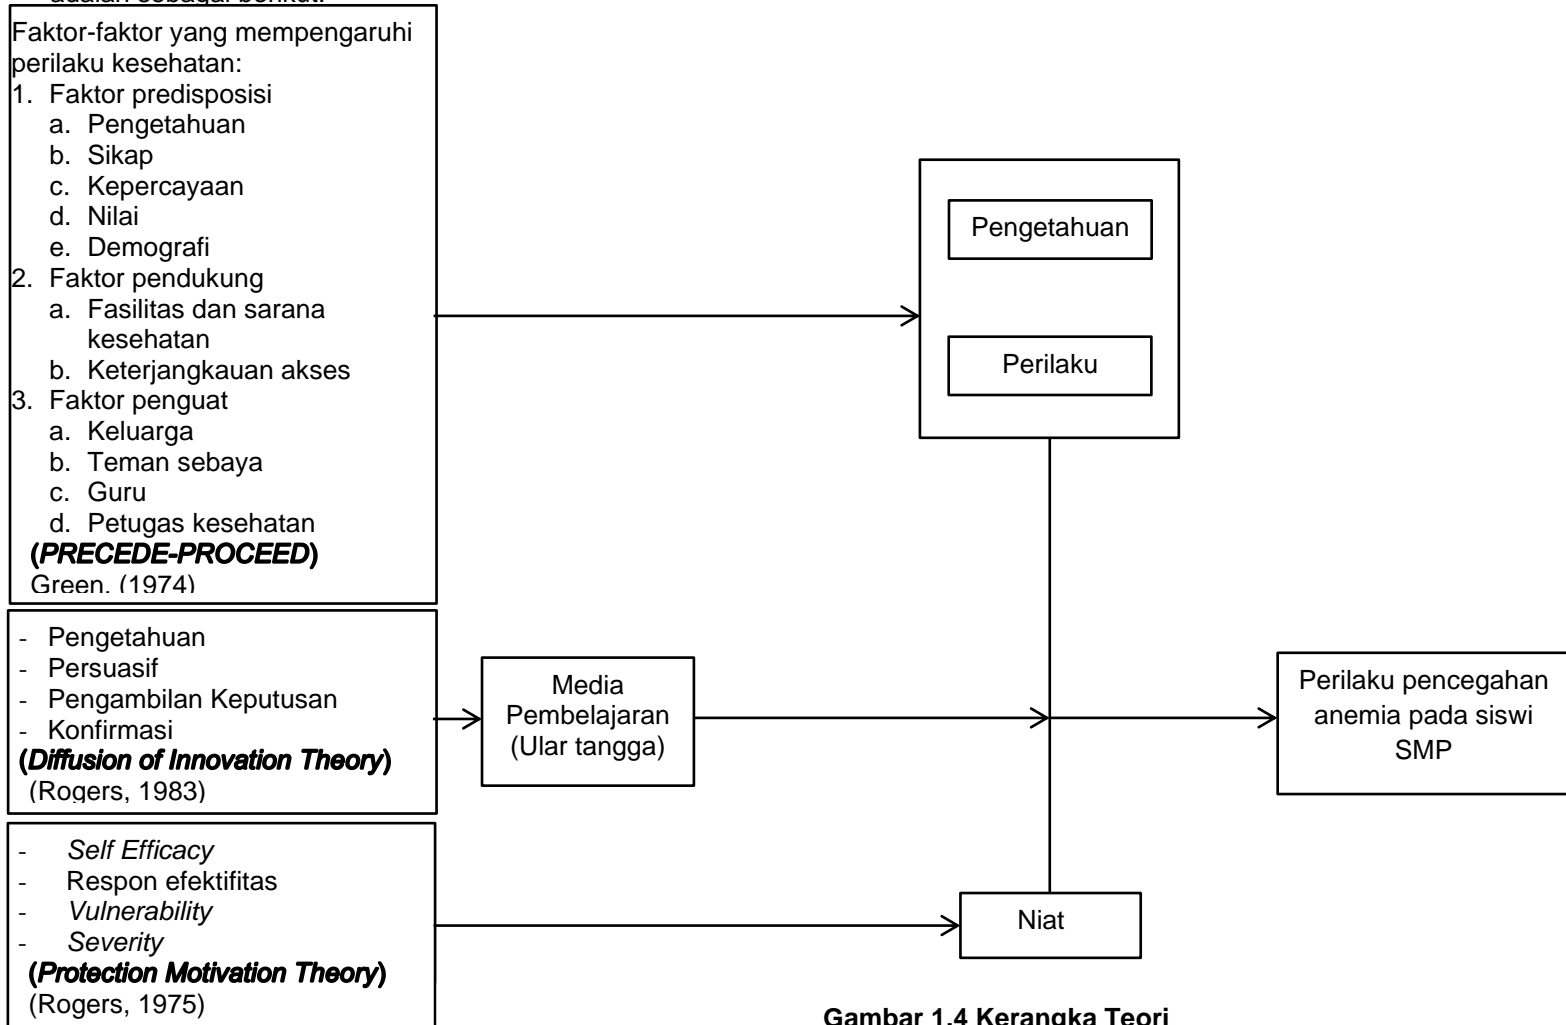 adalah sebagai berikut:
Faktor-faktor yang mempengaruhi
perilaku kesehatan:
1. Faktor predisposisi
a. Pengetahuan
b. Sikap
c. Kepercayaan
d. Nilai
e. Demografi
2. Faktor pendukung
a. Fasilitas dan sarana
kesehatan
b. Keterjangkauan akses
3. Faktor penguat
a. Keluarga
b. Teman sebaya
c. Guru
d. Petugas kesehatan
(PRECEDE-PROCEED)
Green. (1974)
- Pengetahuan
- Persuasif
- Pengambilan Keputusan
- Konfirmasi
(Diffusion of Innovation Theory)
(Rogers, 1983)
- Self Efficacy
- Respon efektifitas
- Vulnerability
- Severity
(Protection Motivation Theory)
(Rogers, 1975)
Media
Pembelajaran
(Ular tangga)
Pengetahuan
Perilaku
Niat
Perilaku pencegahan
anemia pada siswi
SMP
Gambar 1.4 Kerangka Teori